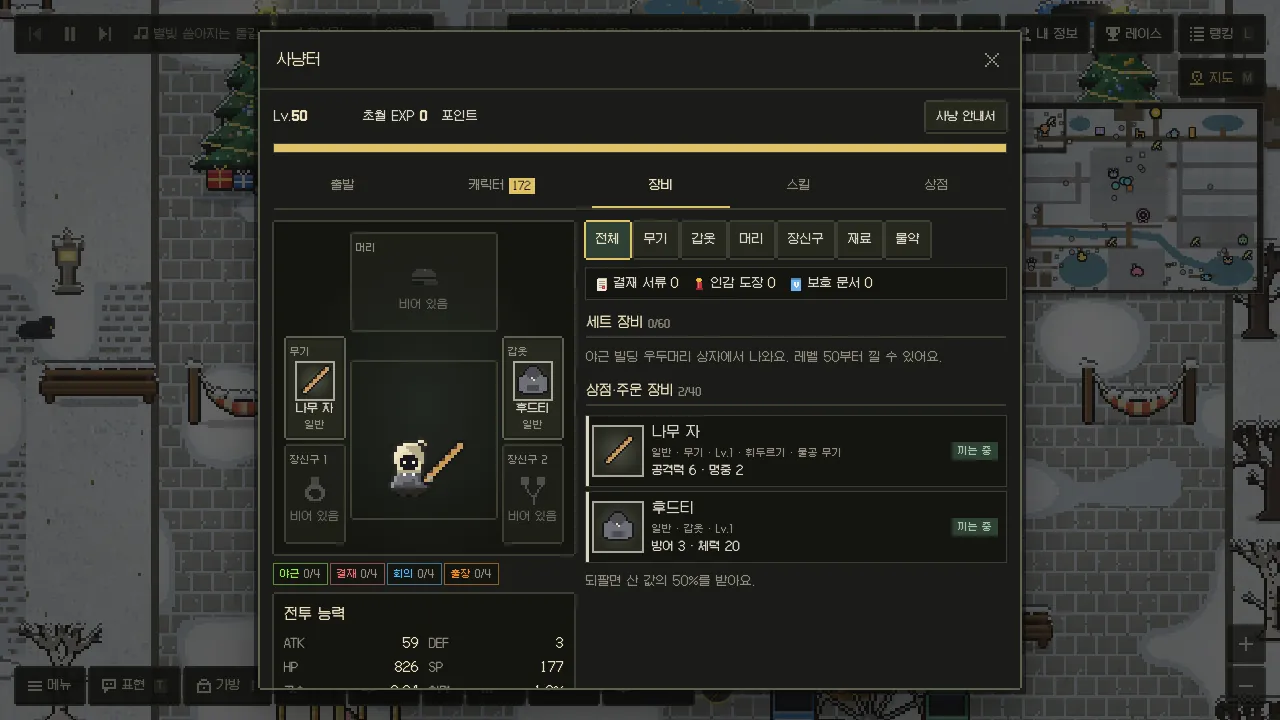 별빛 쏟아지는
내 정보
레이스
랭킹 L
지도 M
사냥터
Lv.50 초월 EXP 0 포인트
사냥 안내서
출발 캐릭터 172 장비 스킬 상점
머리
비어 있음
무기
나무 자
일반
갑옷
후드티
일반
장신구 1
비어 있음
장신구 2
비어 있음
야근 0/4 결재 0/4 회의 0/4 출장 0/4
전투 능력
ATK 59 DEF 3
HP 826 SP 177
전체 무기 갑옷 머리 장신구 재료 물약
결재 서류 0 인감 도장 0 보호 문서 0
세트 장비 0/60
야근 빌딩 우두머리 상자에서 나와요. 레벨 50부터 낄 수 있어요.
상점·주운 장비 2/40
나무 자
일반 · 무기 · Lv.1 · 휘두르기 · 물공 무기
공격력 6 · 명중 2
끼는 중
후드티
일반 · 갑옷 · Lv.1
방어 3 · 체력 20
끼는 중
되팔면 산 값의 50%를 받아요.
메뉴
표현 T
가방